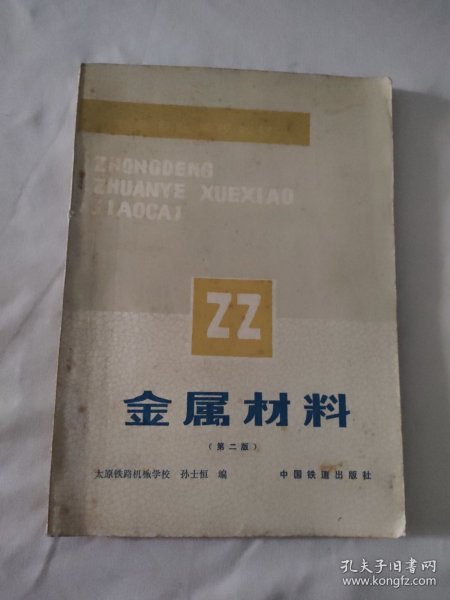 ZHONGDENG
ZHUANYE XUEXIAO
JIAOCAI
ZZ
金属材料
(第二版)
太原铁路机械学校 孙士恒 编 中国铁道出版社
孔夫子旧书网
www.kongfz.com